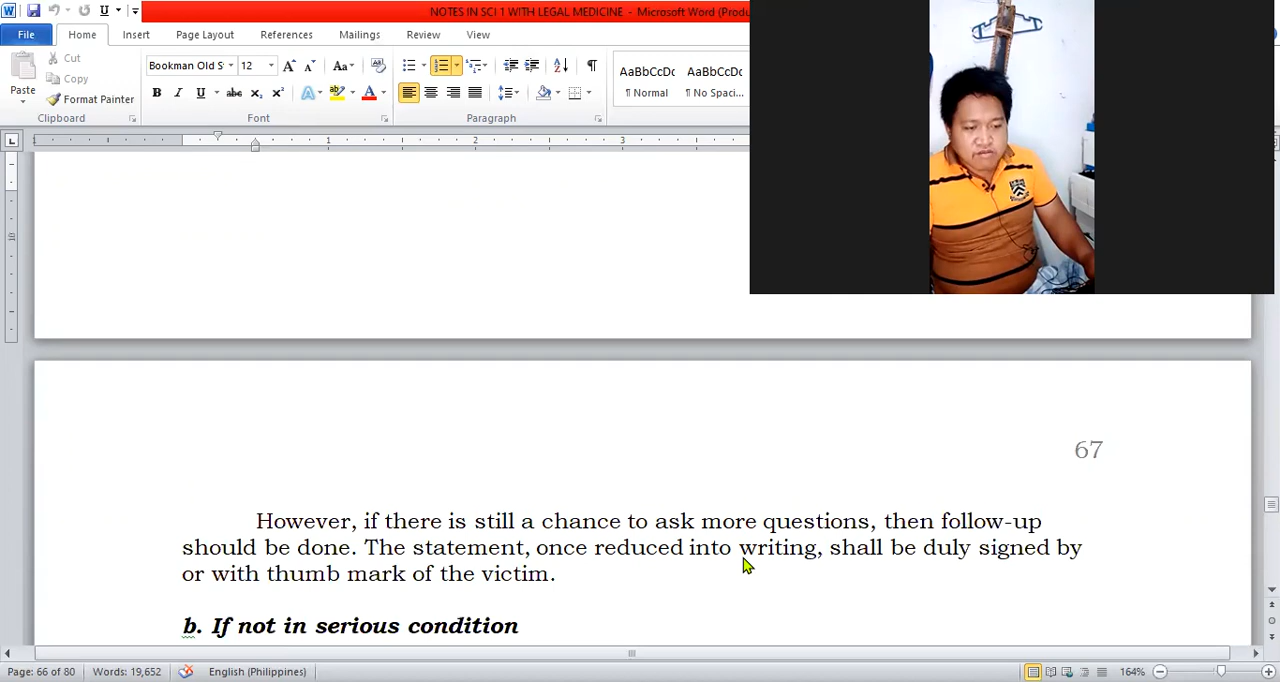 NOTES IN SCI 1 WITH LEGAL MEDICINE - Microsoft Word (Produ
File Home Insert Page Layout References Mailings Review View
Cut
Copy
Paste
Format Painter
Bookman Old S 12
AaBbCcDc AaBbCcDc
¶ Normal ¶ No Spaci...
Clipboard Font Paragraph
1 2 3
67
However, if there is still a chance to ask more questions, then follow-up
should be done. The statement, once reduced into writing, shall be duly signed by
or with thumb mark of the victim.
b. If not in serious condition
Page: 66 of 80 Words: 19,652 English (Philippines) 164%